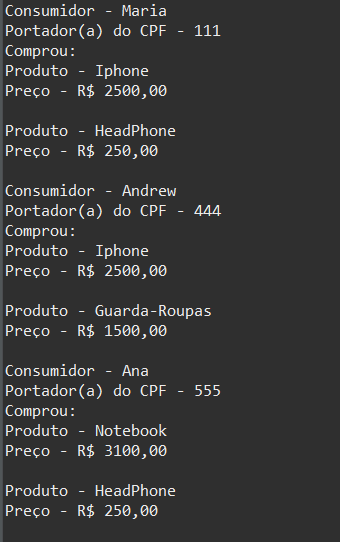 Consumidor - Maria
Portador(a) do CPF - 111
Comprou:
Produto - Iphone
Preço - R$ 2500,00
Produto - HeadPhone
Preço - R$ 250,00
Consumidor - Andrew
Portador(a) do CPF - 444
Comprou:
Produto - Iphone
Preço - R$ 2500,00
Produto - Guarda-Roupas
Preço - R$ 1500,00
Consumidor - Ana
Portador(a) do CPF - 555
Comprou:
Produto - Notebook
Preço - R$ 3100,00
Produto - HeadPhone
Preço - R$ 250,00